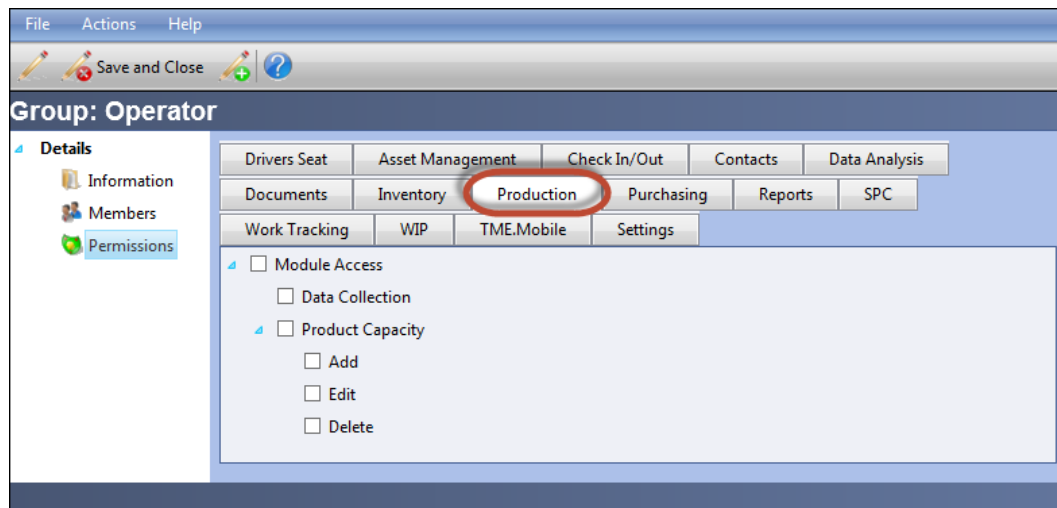 File Actions Help
Save and Close
Group: Operator
Details
Information
Members
Permissions
Drivers Seat Asset Management Check In/Out Contacts Data Analysis
Documents Inventory Production Purchasing Reports SPC
Work Tracking WIP TME.Mobile Settings
Module Access
Data Collection
Product Capacity
Add
Edit
Delete